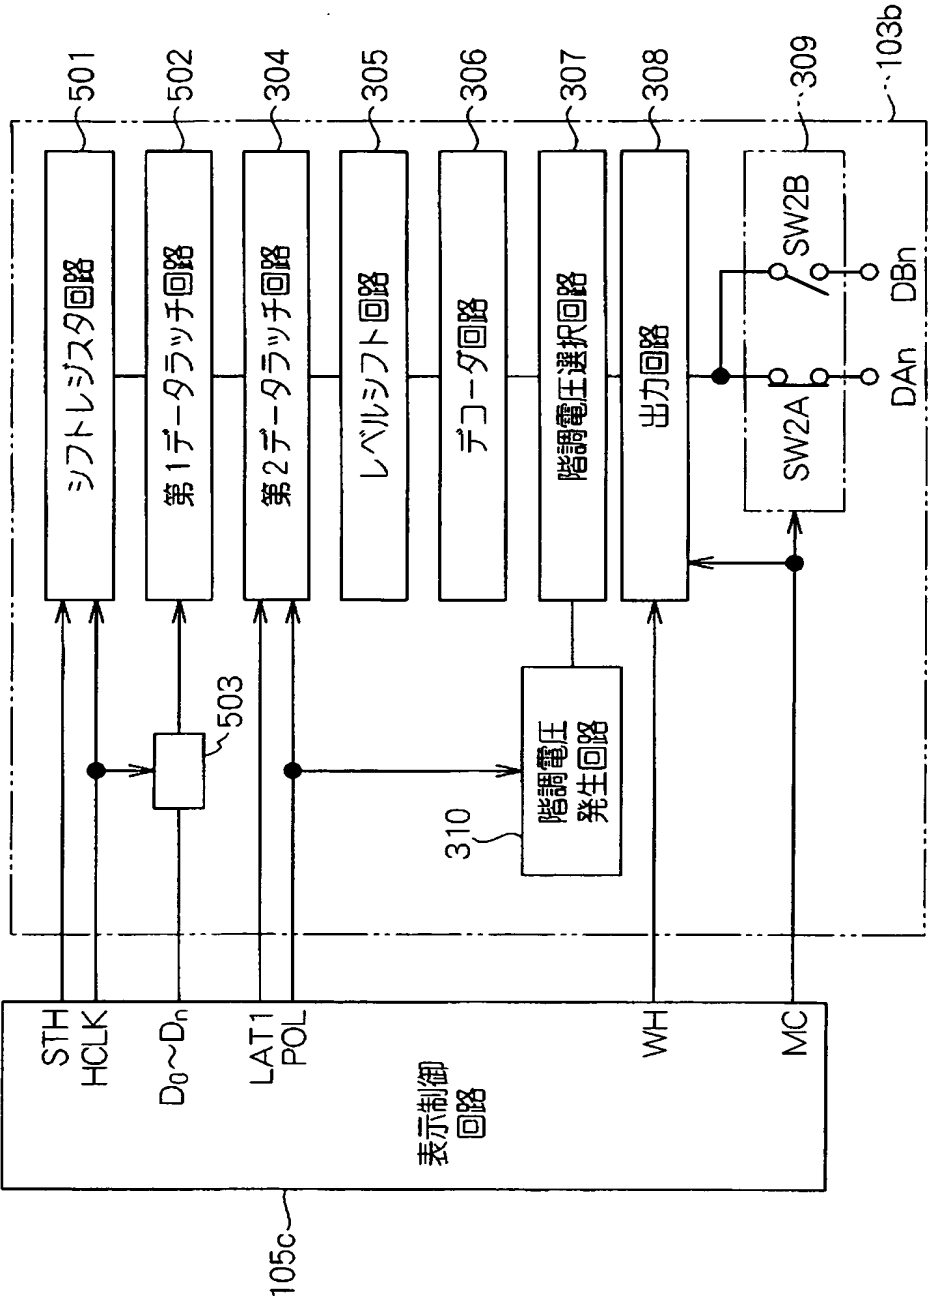 105c
表示制御
回路
STH
HCLK
D0~Dn
LAT1
POL
WH
MC
503
310
階調電圧
発生回路
シフトレジスタ回路
第1データラッチ回路
第2データラッチ回路
レベルシフト回路
デコーダ回路
階調電圧選択回路
出力回路
SW2A
SW2B
DAn
DBn
501
502
304
305
306
307
308
309
103b